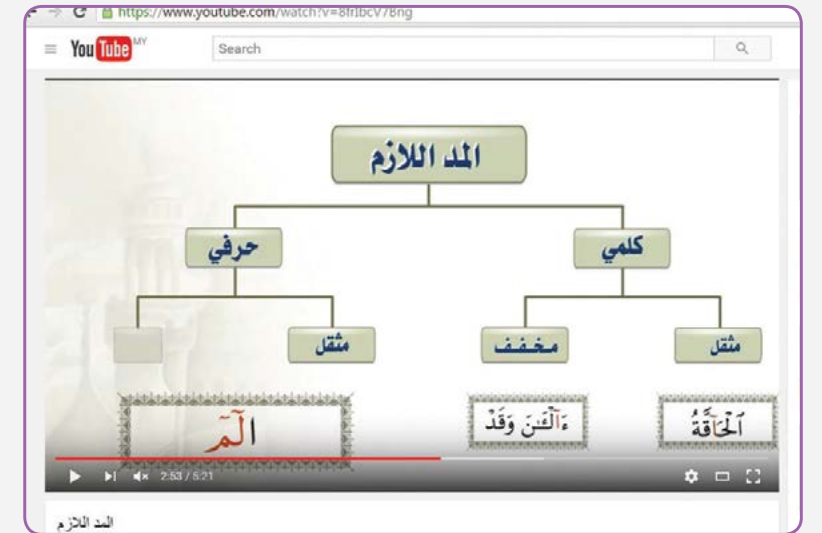 https://www.youtube.com/watch?v=8frIbcV7Bng
YouTube MY
Search
المد اللازم
كلمي
حرفي
مثقل
مخفف
مثقل
ٱلْحَآقَّةُ
ءَآلْـَٰٔنَ وَقَدْ
الٓمٓ
2:53 / 5:21
المد اللازم